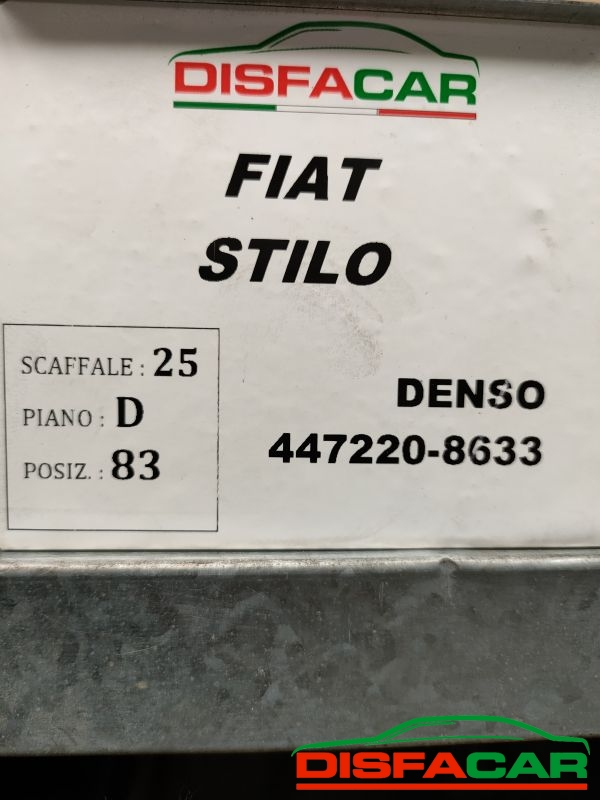 DISFACAR
FIAT
STILO
SCAFFALE : 25
PIANO : D
POSIZ. : 83
DENSO
447220-8633
DISFACAR